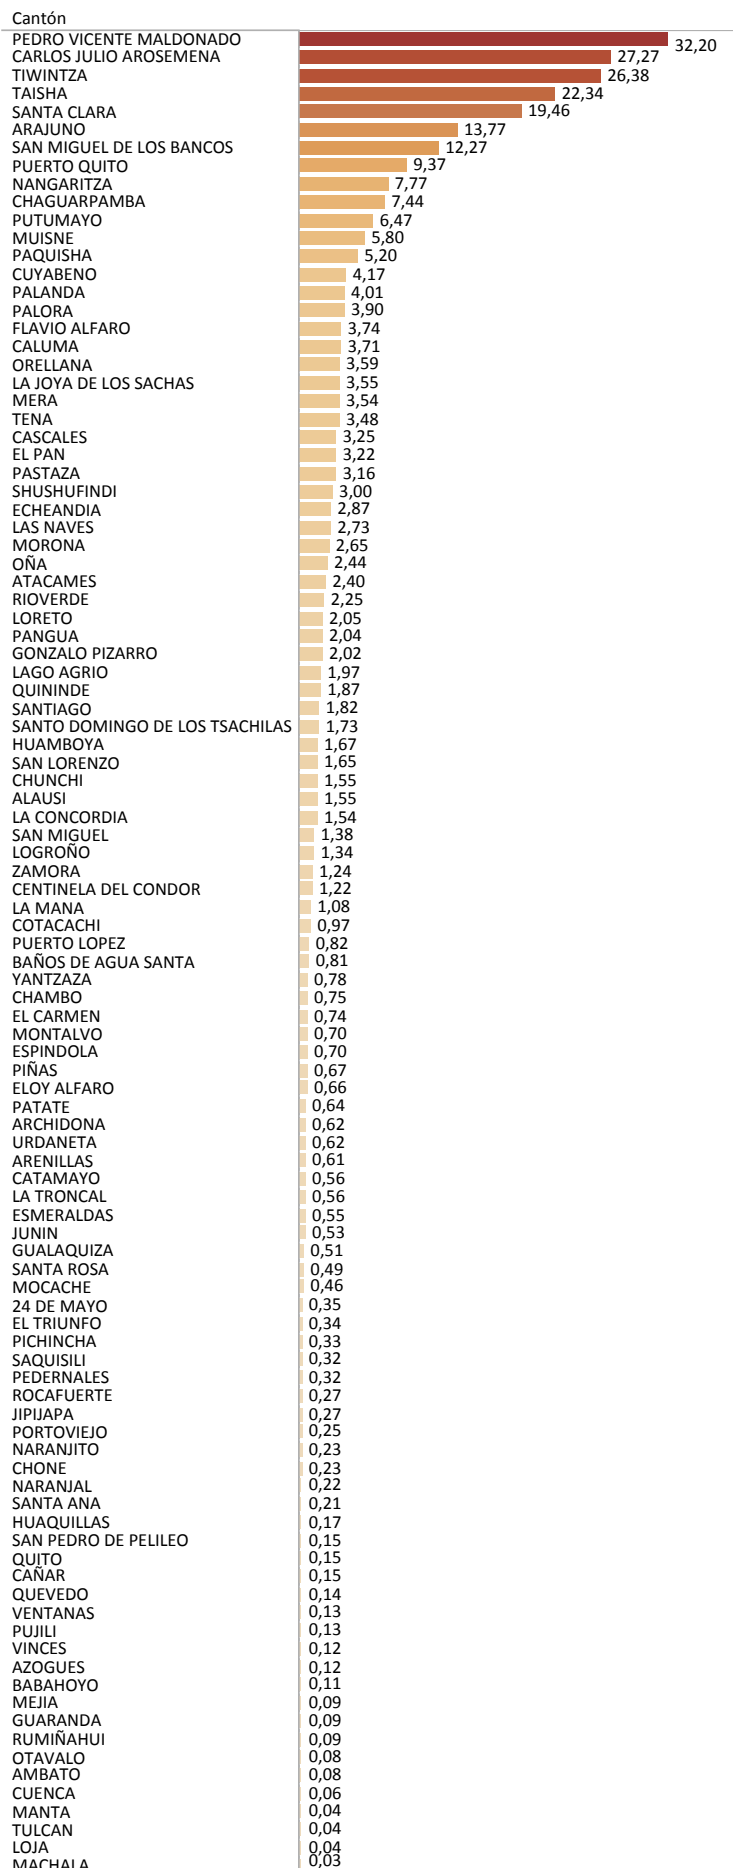 Cantón
PEDRO VICENTE MALDONADO 32,20
CARLOS JULIO AROSEMENA 27,27
TIWINTZA 26,38
TAISHA 22,34
SANTA CLARA 19,46
ARAJUNO 13,77
SAN MIGUEL DE LOS BANCOS 12,27
PUERTO QUITO 9,37
NANGARITZA 7,77
CHAGUARPAMBA 7,44
PUTUMAYO 6,47
MUISNE 5,80
PAQUISHA 5,20
CUYABENO 4,17
PALANDA 4,01
PALORA 3,90
FLAVIO ALFARO 3,74
CALUMA 3,71
ORELLANA 3,59
LA JOYA DE LOS SACHAS 3,55
MERA 3,54
TENA 3,48
CASCALES 3,25
EL PAN 3,22
PASTAZA 3,16
SHUSHUFINDI 3,00
ECHEANDIA 2,87
LAS NAVES 2,73
MORONA 2,65
OÑA 2,44
ATACAMES 2,40
RIOVERDE 2,25
LORETO 2,05
PANGUA 2,04
GONZALO PIZARRO 2,02
LAGO AGRIO 1,97
QUININDE 1,87
SANTIAGO 1,82
SANTO DOMINGO DE LOS TSACHILAS 1,73
HUAMBOYA 1,67
SAN LORENZO 1,65
CHUNCHI 1,55
ALAUSI 1,55
LA CONCORDIA 1,54
SAN MIGUEL 1,38
LOGROÑO 1,34
ZAMORA 1,24
CENTINELA DEL CONDOR 1,22
LA MANA 1,08
COTACACHI 0,97
PUERTO LOPEZ 0,82
BAÑOS DE AGUA SANTA 0,81
YANTZAZA 0,78
CHAMBO 0,75
EL CARMEN 0,74
MONTALVO 0,70
ESPINDOLA 0,70
PIÑAS 0,67
ELOY ALFARO 0,66
PATATE 0,64
ARCHIDONA 0,62
URDANETA 0,62
ARENILLAS 0,61
CATAMAYO 0,56
LA TRONCAL 0,56
ESMERALDAS 0,55
JUNIN 0,53
GUALAQUIZA 0,51
SANTA ROSA 0,49
MOCACHE 0,46
24 DE MAYO 0,35
EL TRIUNFO 0,34
PICHINCHA 0,33
SAQUISILI 0,32
PEDERNALES 0,32
ROCAFUERTE 0,27
JIPIJAPA 0,27
PORTOVIEJO 0,25
NARANJITO 0,23
CHONE 0,23
NARANJAL 0,22
SANTA ANA 0,21
HUAQUILLAS 0,17
SAN PEDRO DE PELILEO 0,15
QUITO 0,15
CAÑAR 0,15
QUEVEDO 0,14
VENTANAS 0,13
PUJILI 0,13
VINCES 0,12
AZOGUES 0,12
BABAHOYO 0,11
MEJIA 0,09
GUARANDA 0,09
RUMIÑAHUI 0,09
OTAVALO 0,08
AMBATO 0,08
CUENCA 0,06
MANTA 0,04
TULCAN 0,04
LOJA 0,04
MACHALA 0,03